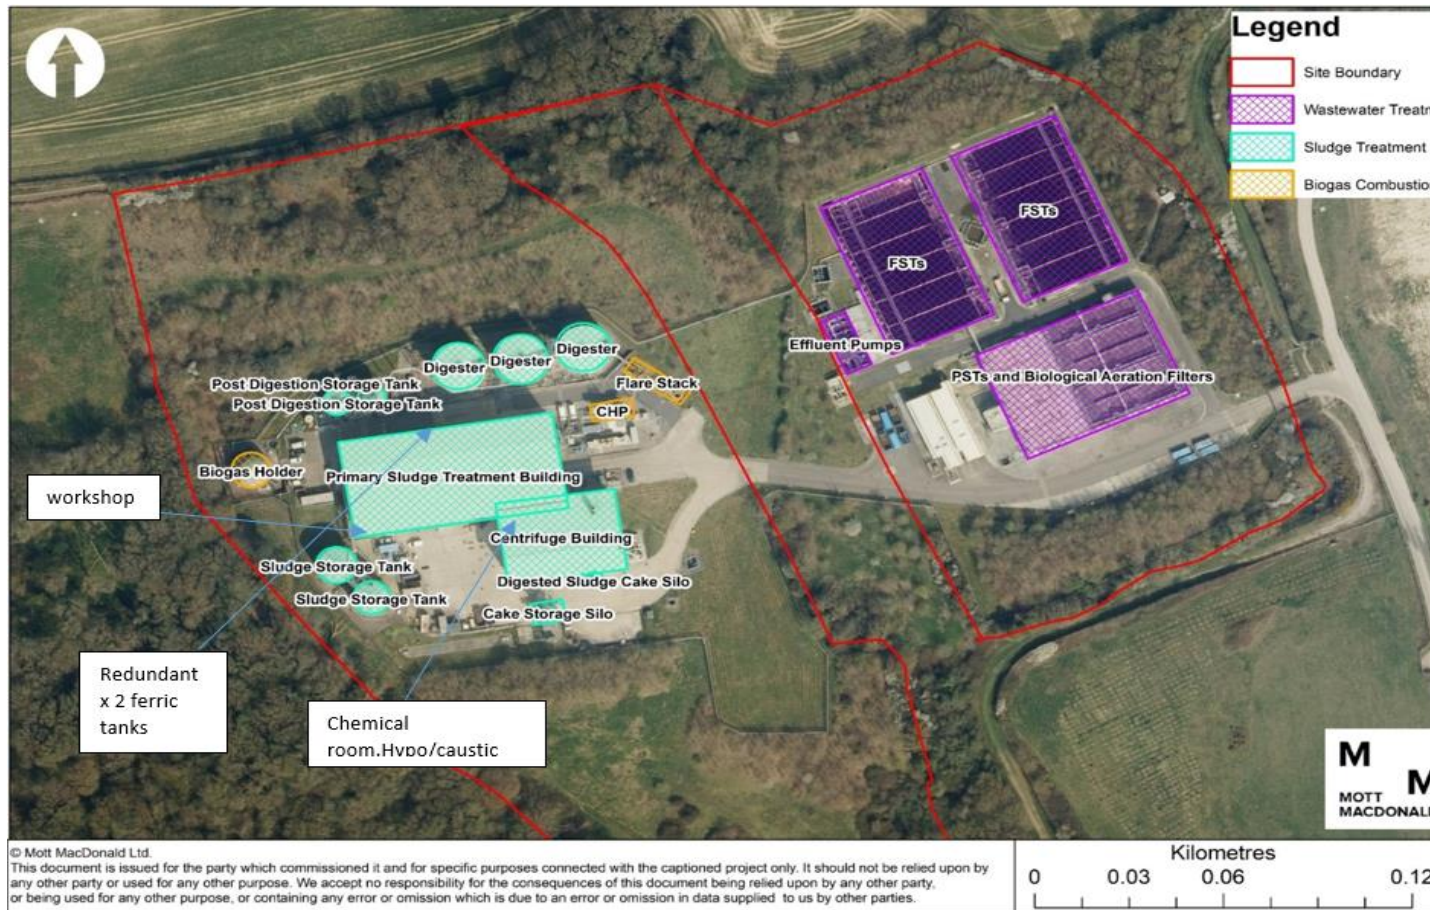 Legend
Site Boundary
Wastewater Treatm
Sludge Treatment
Biogas Combustion
FSTs
FSTs
Effluent Pumps
PSTs and Biological Aeration Filters
Digester
Digester
Digester
Flare Stack
Post Digestion Storage Tank
Post Digestion Storage Tank
CHP
Biogas Holder
Primary Sludge Treatment Building
workshop
Centrifuge Building
Sludge Storage Tank
Digested Sludge Cake Silo
Sludge Storage Tank
Cake Storage Silo
Redundant
x 2 ferric
tanks
Chemical
room.Hypo/caustic
M
M
MOTT
MACDONALD
© Mott MacDonald Ltd.
This document is issued for the party which commissioned it and for specific purposes connected with the captioned project only. It should not be relied upon by
any other party or used for any other purpose. We accept no responsibility for the consequences of this document being relied upon by any other party,
or being used for any other purpose, or containing any error or omission which is due to an error or omission in data supplied to us by other parties.
Kilometres
0 0.03 0.06 0.12